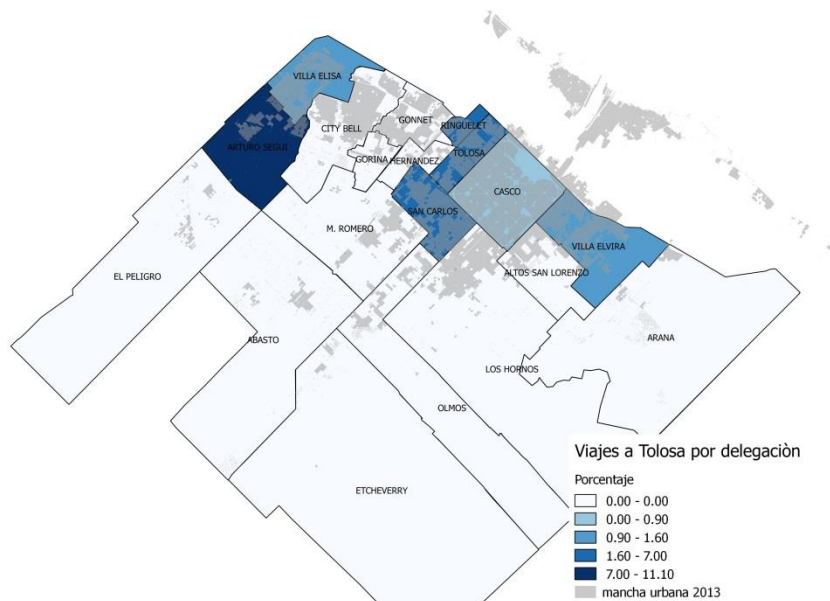 VILLA ELISA
CITY BELL
GONNET
RINGUELET
ARTURO SEGUI
TOLOSA
GORINA
HERNANDEZ
CASCO
SAN CARLOS
M. ROMERO
VILLA ELVIRA
ALTOS SAN LORENZO
EL PELIGRO
ABASTO
ARANA
LOS HORNOS
OLMOS
ETCHEVERRY
Viajes a Tolosa por delegaciòn
Porcentaje
0.00 - 0.00
0.00 - 0.90
0.90 - 1.60
1.60 - 7.00
7.00 - 11.10
mancha urbana 2013